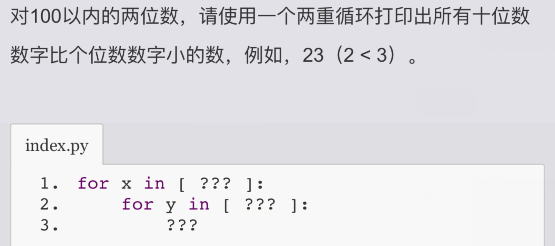 对100以内的两位数，请使用一个两重循环打印出所有十位数
数字比个位数数字小的数，例如，23（2 < 3）。
index.py
1. for x in [ ??? ]:
2.     for y in [ ??? ]:
3.         ???